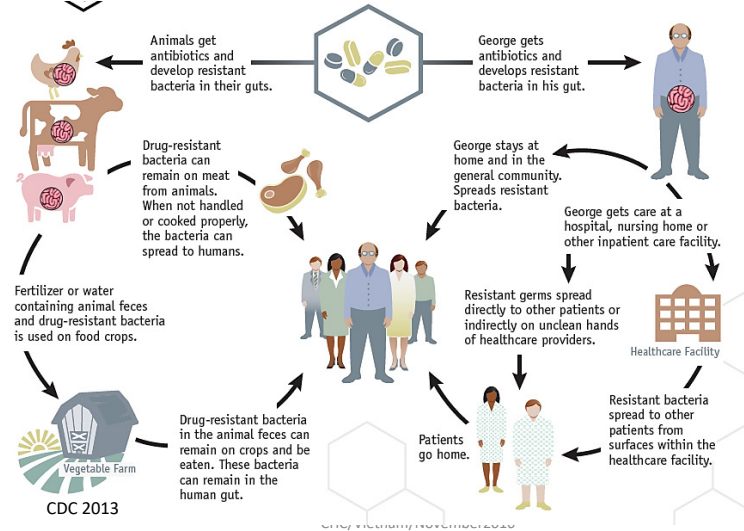 Animals get
antibiotics and
develop resistant
bacteria in their guts.
George gets
antibiotics and
develops resistant
bacteria in his gut.
Drug-resistant
bacteria can
remain on meat
from animals.
When not handled
or cooked properly,
the bacteria can
spread to humans.
George stays at
home and in the
general community.
Spreads resistant
bacteria.
George gets care at a
hospital, nursing home or
other inpatient care facility.
Fertilizer or water
containing animal feces
and drug-resistant bacteria
is used on food crops.
Resistant germs spread
directly to other patients or
indirectly on unclean hands
of healthcare providers.
Healthcare Facility
Vegetable Farm
Drug-resistant bacteria
in the animal feces can
remain on crops and be
eaten. These bacteria
can remain in the
human gut.
Patients
go home.
Resistant bacteria
spread to other
patients from
surfaces within the
healthcare facility.
CDC 2013